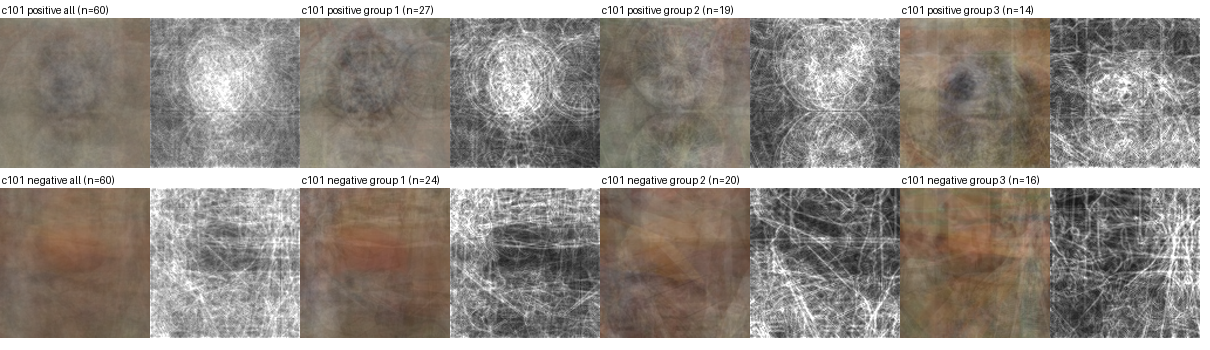 c101 positive all (n=60)
c101 positive group 1 (n=27)
c101 positive group 2 (n=19)
c101 positive group 3 (n=14)
c101 negative all (n=60)
c101 negative group 1 (n=24)
c101 negative group 2 (n=20)
c101 negative group 3 (n=16)